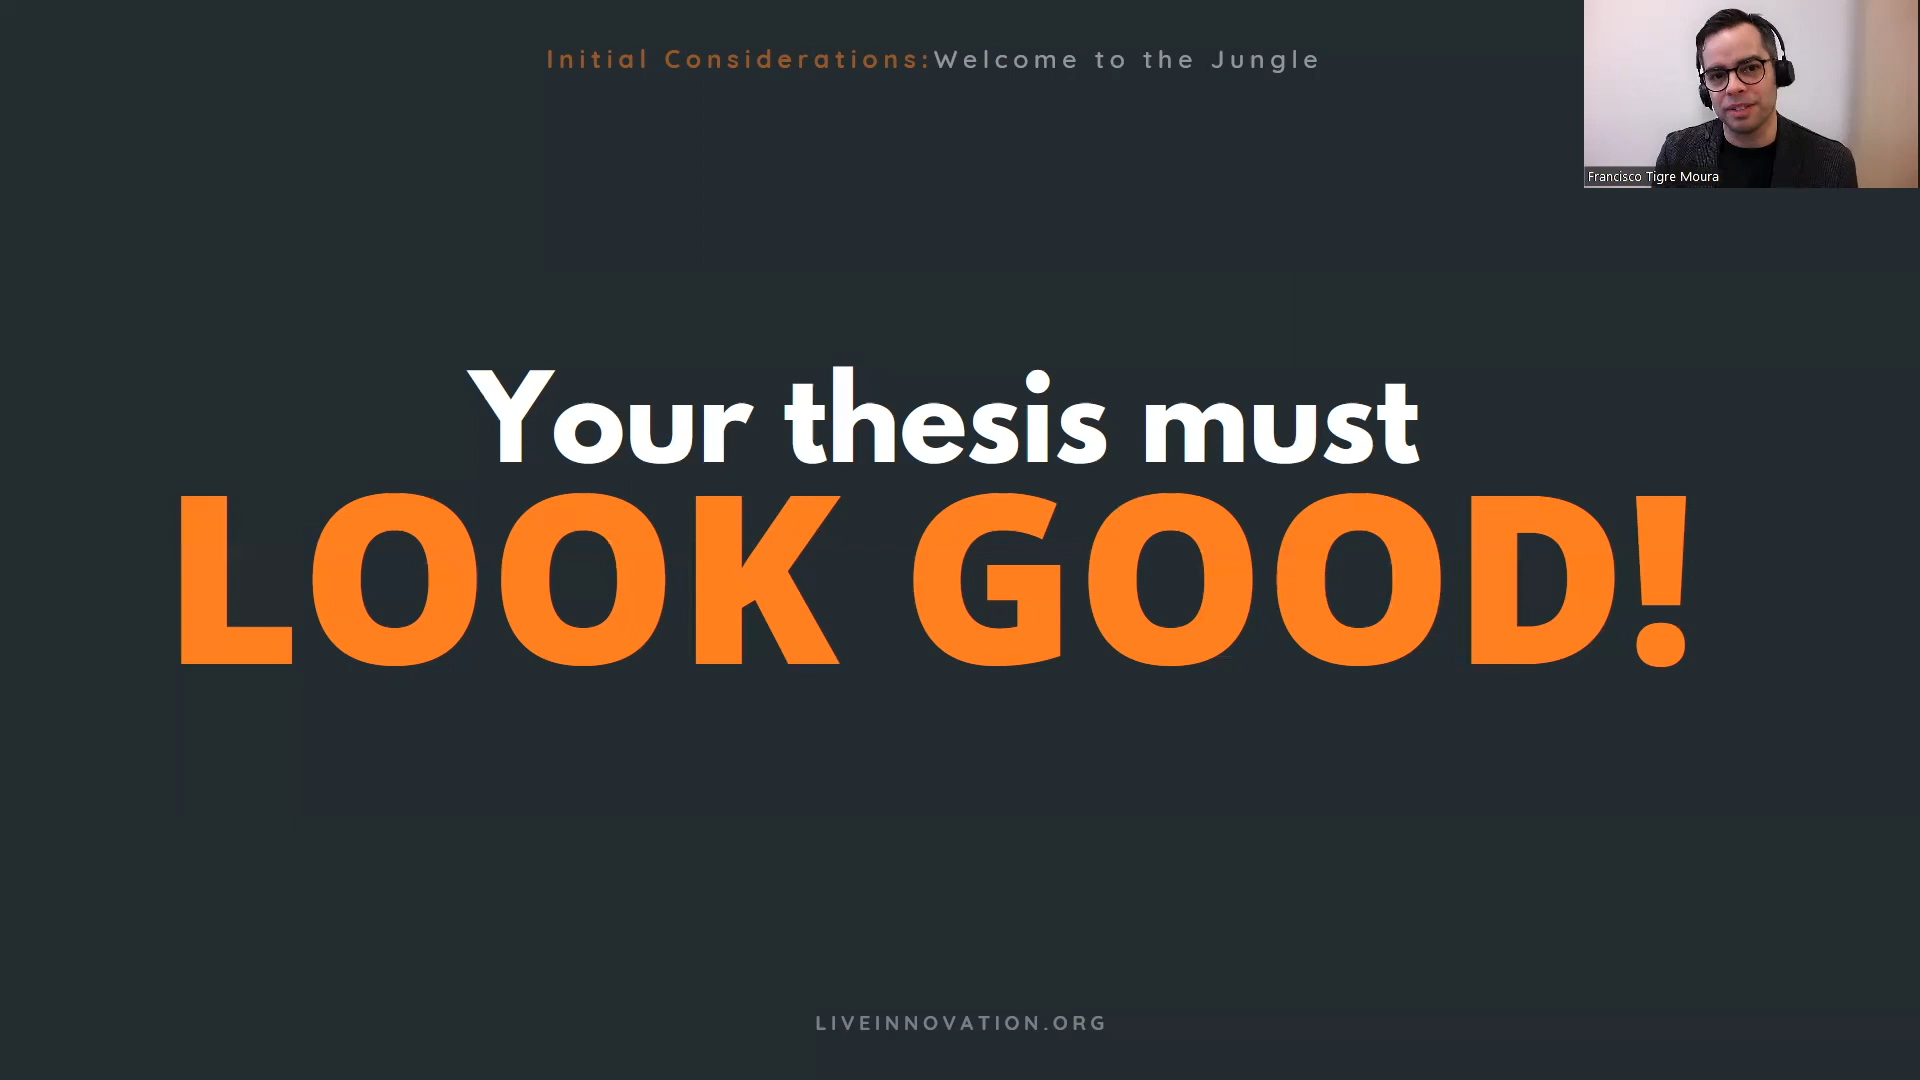 Initial Considerations:Welcome to the Jungle
Francisco Tigre Moura
Your thesis must
LOOK GOOD!
LIVEINNOVATION.ORG